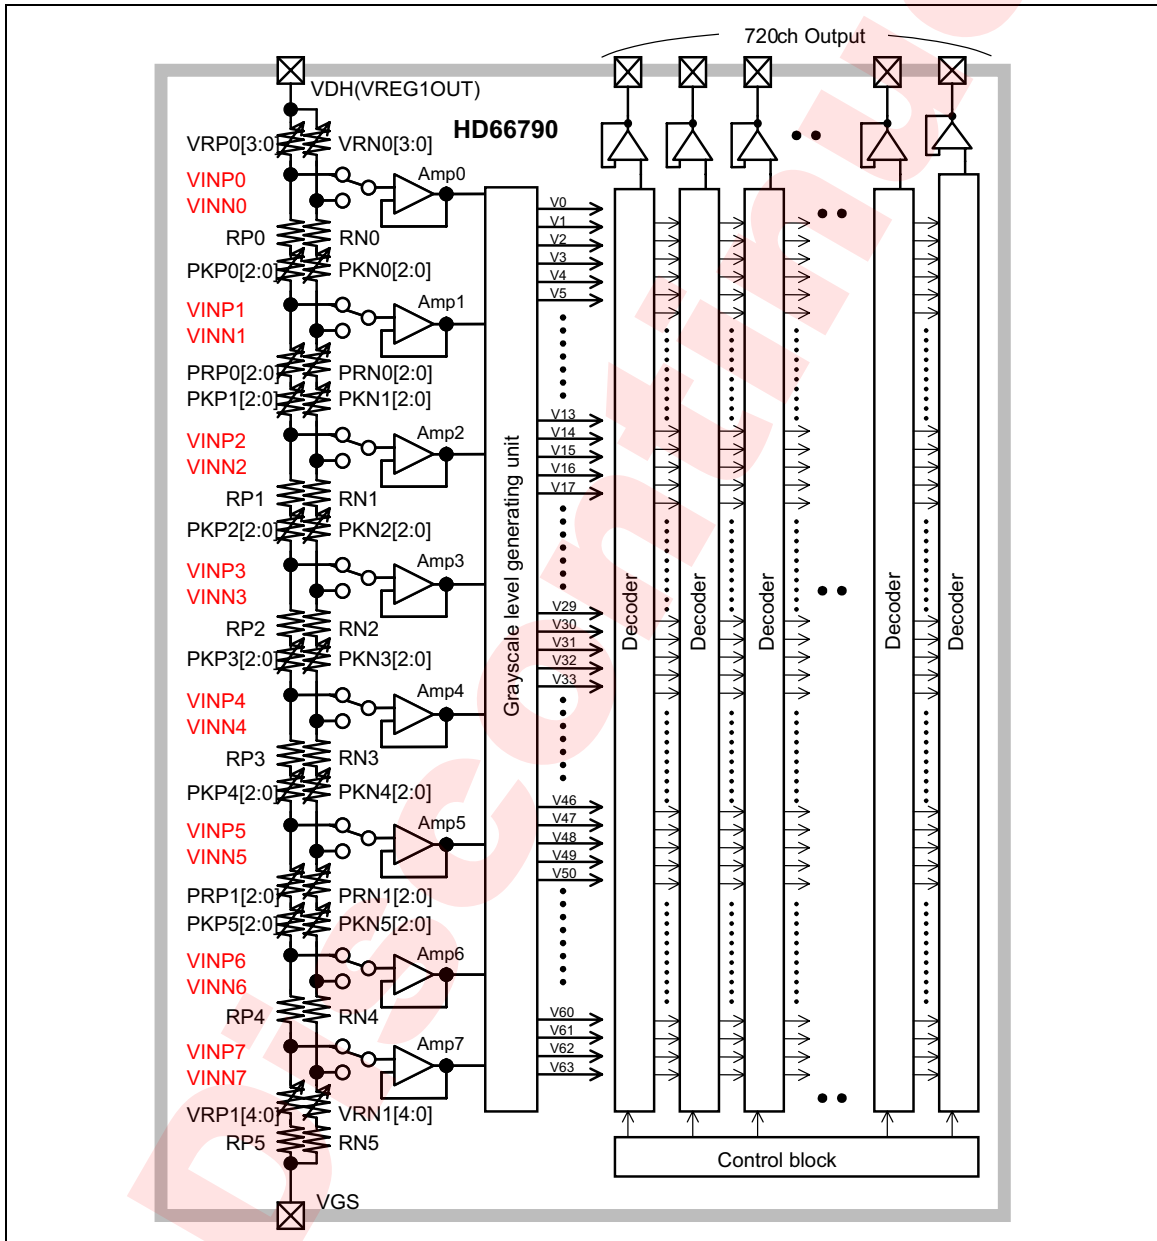 720ch Output
VDH(VREG1OUT)
HD66790
VRP0[3:0] VRN0[3:0]
VINP0
VINN0
Amp0
RP0 RN0
PKP0[2:0] PKN0[2:0]
VINP1
VINN1
Amp1
PRP0[2:0] PRN0[2:0]
PKP1[2:0] PKN1[2:0]
VINP2
VINN2
Amp2
RP1 RN1
PKP2[2:0] PKN2[2:0]
VINP3
VINN3
Amp3
RP2 RN2
PKP3[2:0] PKN3[2:0]
VINP4
VINN4
Amp4
RP3 RN3
PKP4[2:0] PKN4[2:0]
VINP5
VINN5
Amp5
PRP1[2:0] PRN1[2:0]
PKP5[2:0] PKN5[2:0]
VINP6
VINN6
Amp6
RP4 RN4
VINP7
VINN7
Amp7
VRP1[4:0] VRN1[4:0]
RP5 RN5
VGS
Grayscale level generating unit
V0
V1
V2
V3
V4
V5
V13
V14
V15
V16
V17
V29
V30
V31
V32
V33
V46
V47
V48
V49
V50
V60
V61
V62
V63
Decoder
Decoder
Decoder
Decoder
Decoder
Control block
Discontinued